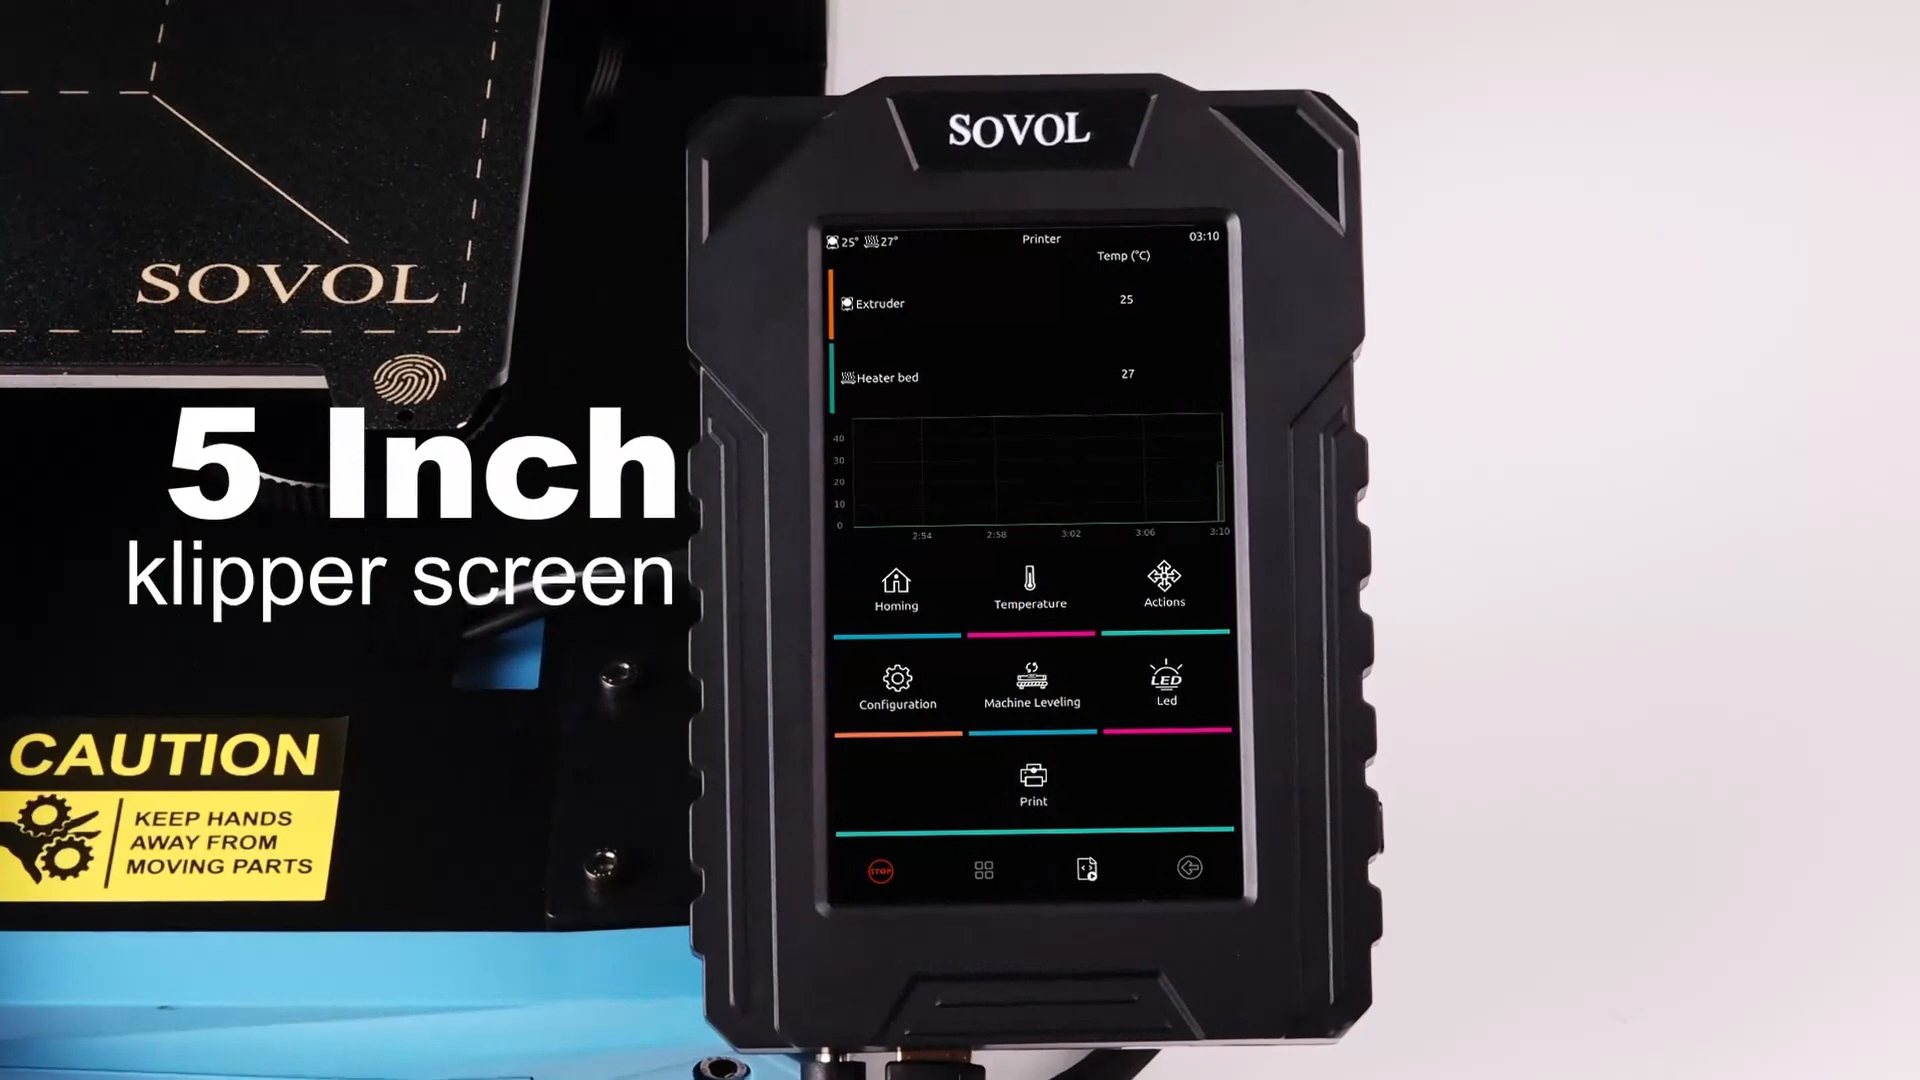 SOVOL
SOVOL
5 Inch
klipper screen
CAUTION
KEEP HANDS
AWAY FROM
MOVING PARTS
25° 27° Printer 03:10
Temp (°C)
Extruder 25
Heater bed 27
40
30
20
10
0
2:54 2:58 3:02 3:06 3:10
Homing Temperature Actions
LED
Configuration Machine Leveling Led
Print
STOP